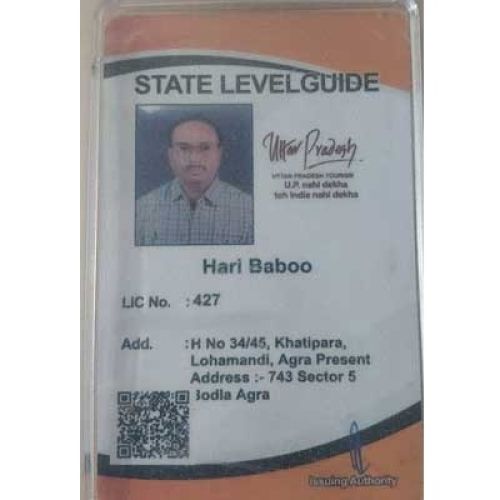 STATE LEVELGUIDE
Uttar Pradesh
UTTAR PRADESH TOURISM
U.P. nahi dekha
toh India nahi dekha
Hari Baboo
LIC No. : 427
Add. : H No 34/45, Khatipara,
Lohamandi, Agra Present
Address :- 743 Sector 5
Bodla Agra
Issuing Authority